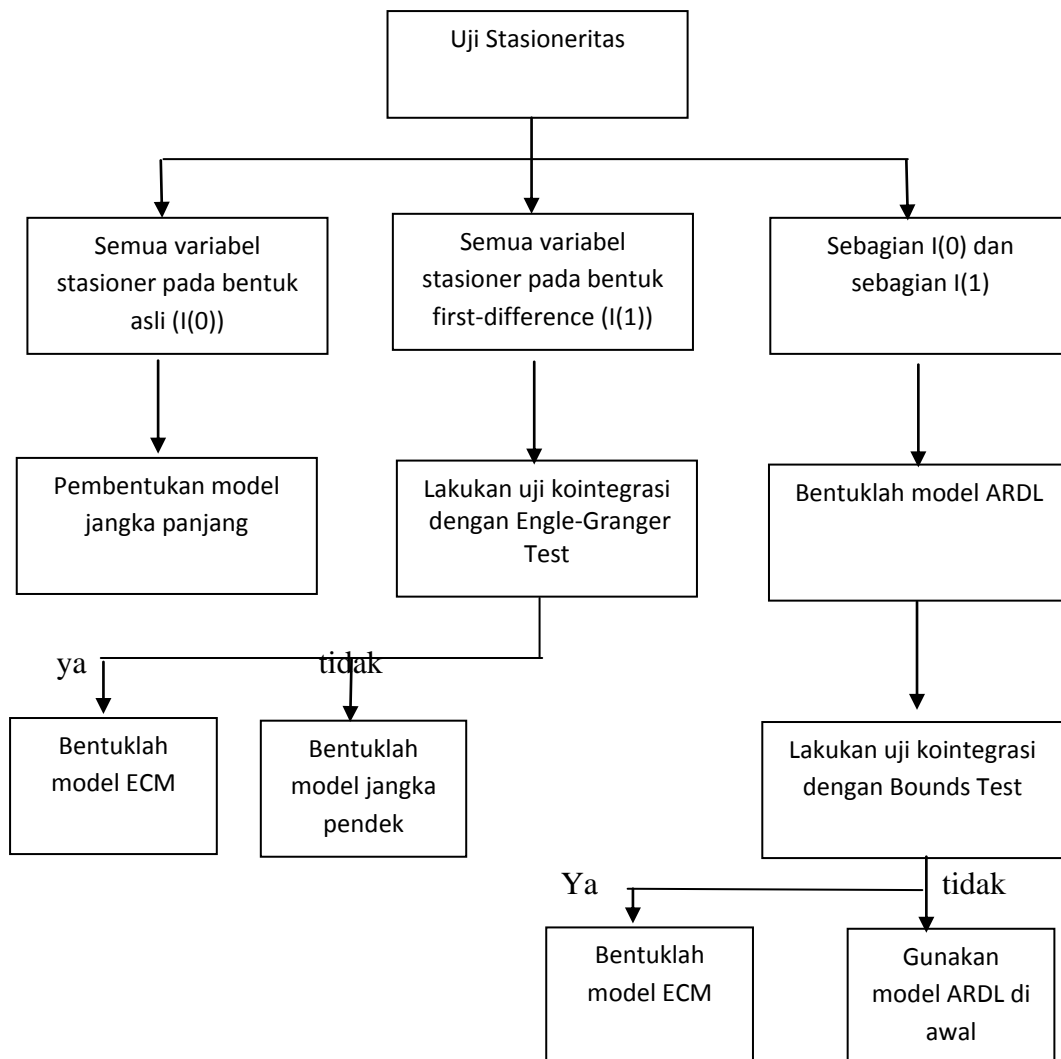 Uji Stasioneritas
Semua variabel
stasioner pada bentuk
asli (I(0))
Semua variabel
stasioner pada bentuk
first-difference (I(1))
Sebagian I(0) dan
sebagian I(1)
Pembentukan model
jangka panjang
Lakukan uji kointegrasi
dengan Engle-Granger
Test
Bentuklah model ARDL
ya
tidak
Bentuklah
model ECM
Bentuklah
model jangka
pendek
Lakukan uji kointegrasi
dengan Bounds Test
Ya
tidak
Bentuklah
model ECM
Gunakan
model ARDL di
awal